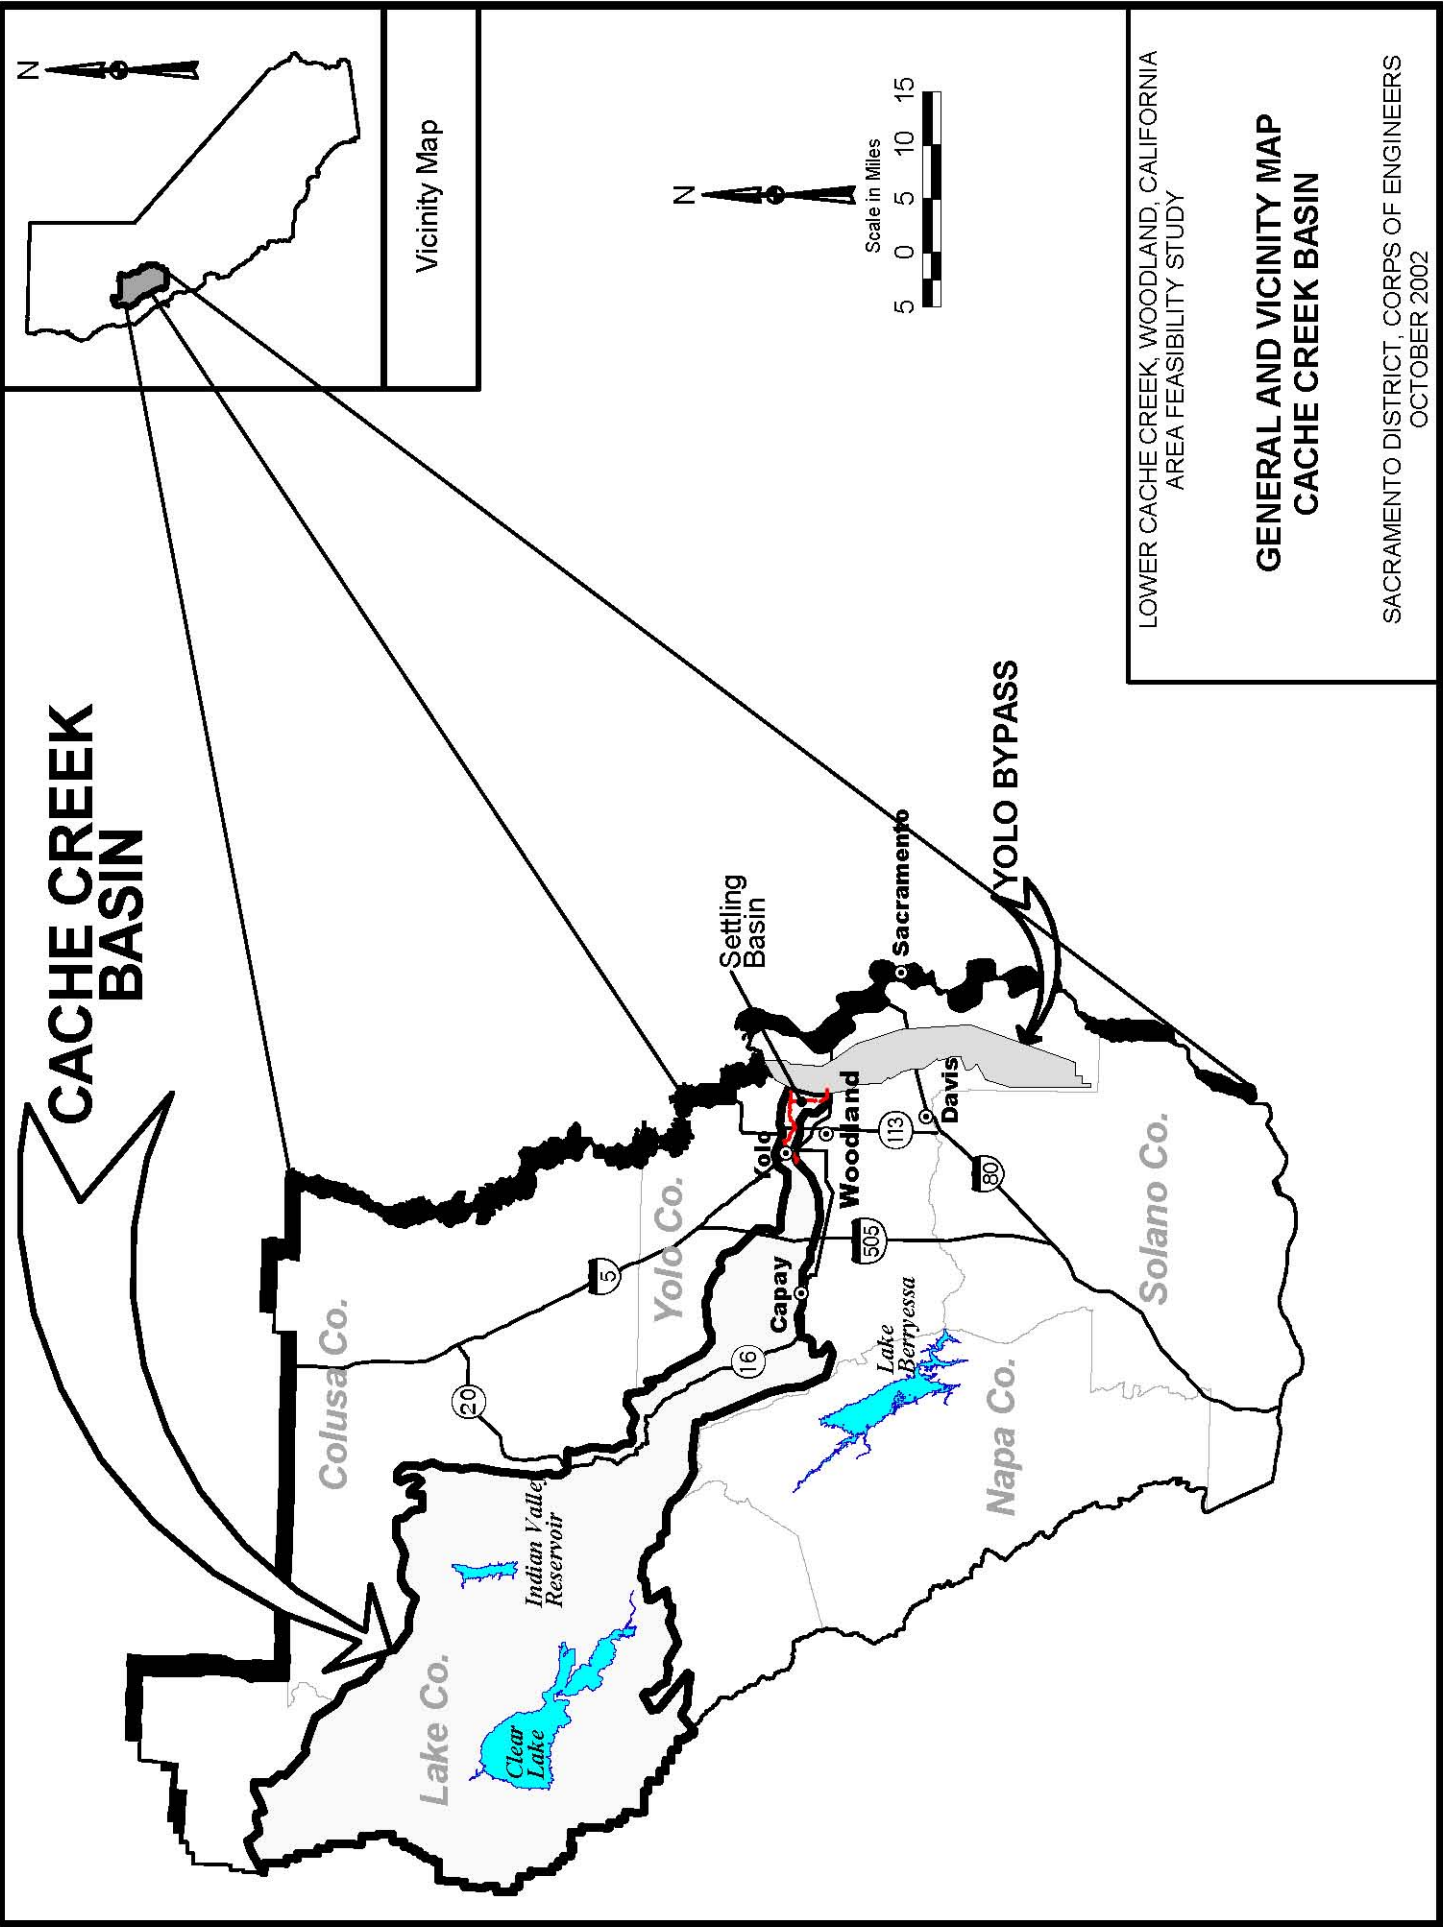 CACHE CREEK
BASIN
N
Vicinity Map
N
Scale in Miles
5 0 5 10 15
Colusa Co.
Lake Co.
Yolo Co.
Napa Co.
Solano Co.
Indian Valley
Reservoir
Clear
Lake
Lake
Berryessa
20
5
16
505
113
80
Capay
Yolo
Woodland
Davis
Sacramento
Settling
Basin
YOLO BYPASS
LOWER CACHE CREEK, WOODLAND, CALIFORNIA
AREA FEASIBILITY STUDY
GENERAL AND VICINITY MAP
CACHE CREEK BASIN
SACRAMENTO DISTRICT, CORPS OF ENGINEERS
OCTOBER 2002